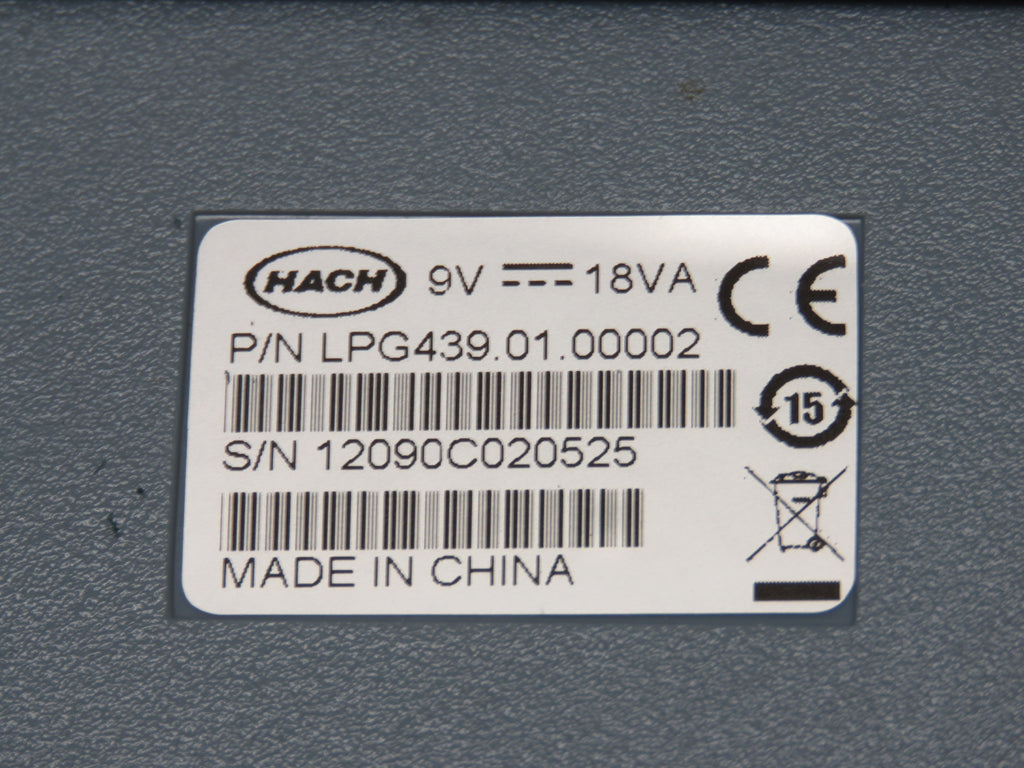 HACH 9V 18VA CE
P/N LPG439.01.00002
15
S/N 12090C020525
MADE IN CHINA